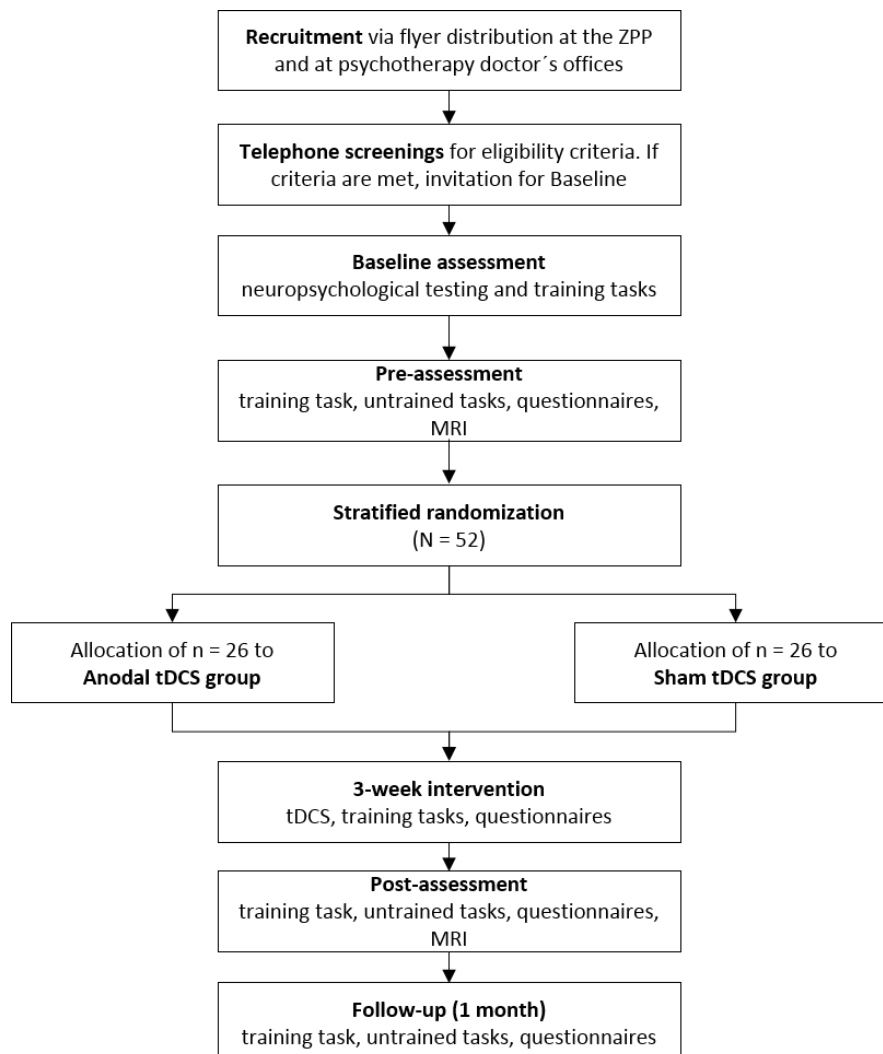 Recruitment via flyer distribution at the ZPP
and at psychotherapy doctor´s offices
Telephone screenings for eligibility criteria. If
criteria are met, invitation for Baseline
Baseline assessment
neuropsychological testing and training tasks
Pre-assessment
training task, untrained tasks, questionnaires,
MRI
Stratified randomization
(N = 52)
Allocation of n = 26 to
Anodal tDCS group
Allocation of n = 26 to
Sham tDCS group
3-week intervention
tDCS, training tasks, questionnaires
Post-assessment
training task, untrained tasks, questionnaires,
MRI
Follow-up (1 month)
training task, untrained tasks, questionnaires